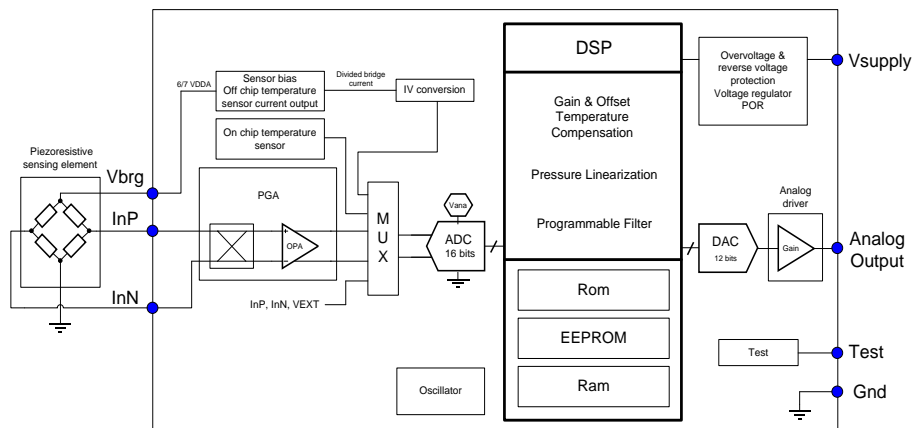 Piezoresistive
sensing element
Vbrg
InP
InN
6/7 VDDA
Sensor bias
Off chip temperature
sensor current output
Divided bridge
current
IV conversion
On chip temperature
sensor
PGA
+
-
OPA
InP, InN, VEXT
M
U
X
Vana
ADC
16 bits
Oscillator
DSP
Gain & Offset
Temperature
Compensation
Pressure Linearization
Programmable Filter
Rom
EEPROM
Ram
Overvoltage &
reverse voltage
protection
Voltage regulator
POR
DAC
12 bits
Analog
driver
Gain
Test
Vsupply
Analog
Output
Test
Gnd